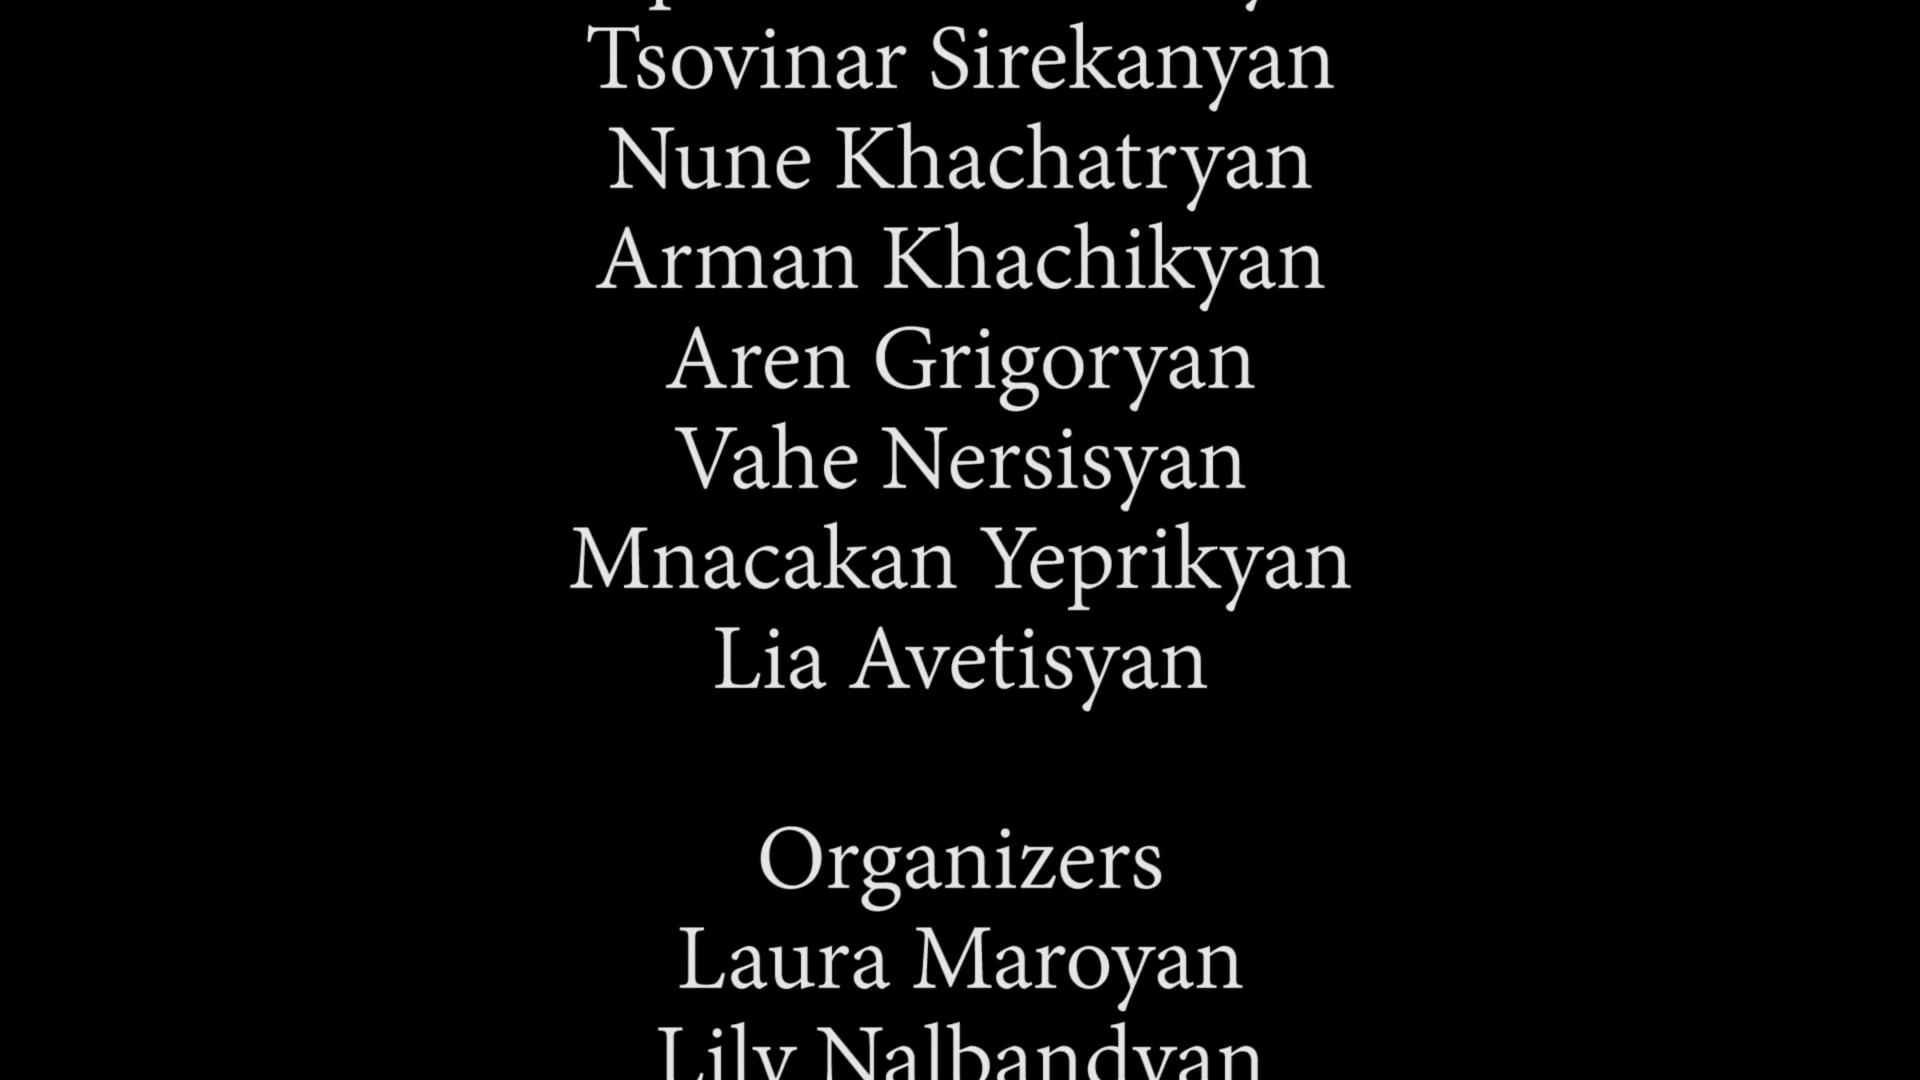 Tsovinar Sirekanyan
Nune Khachatryan
Arman Khachikyan
Aren Grigoryan
Vahe Nersisyan
Mnacakan Yeprikyan
Lia Avetisyan
Organizers
Laura Maroyan
Lily Nalbandyan